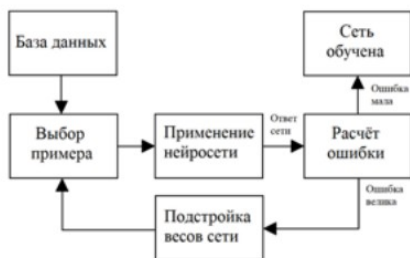 База данных
Сеть
обучена
Ошибка
мала
Выбор
примера
Применение
нейросети
Ответ
сети
Расчёт
ошибки
Ошибка
велика
Подстройка
весов сети